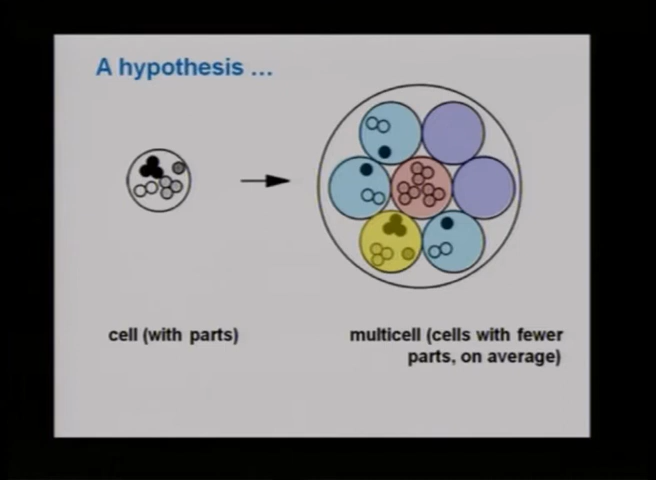 A hypothesis ...
cell (with parts)
multicell (cells with fewer
parts, on average)